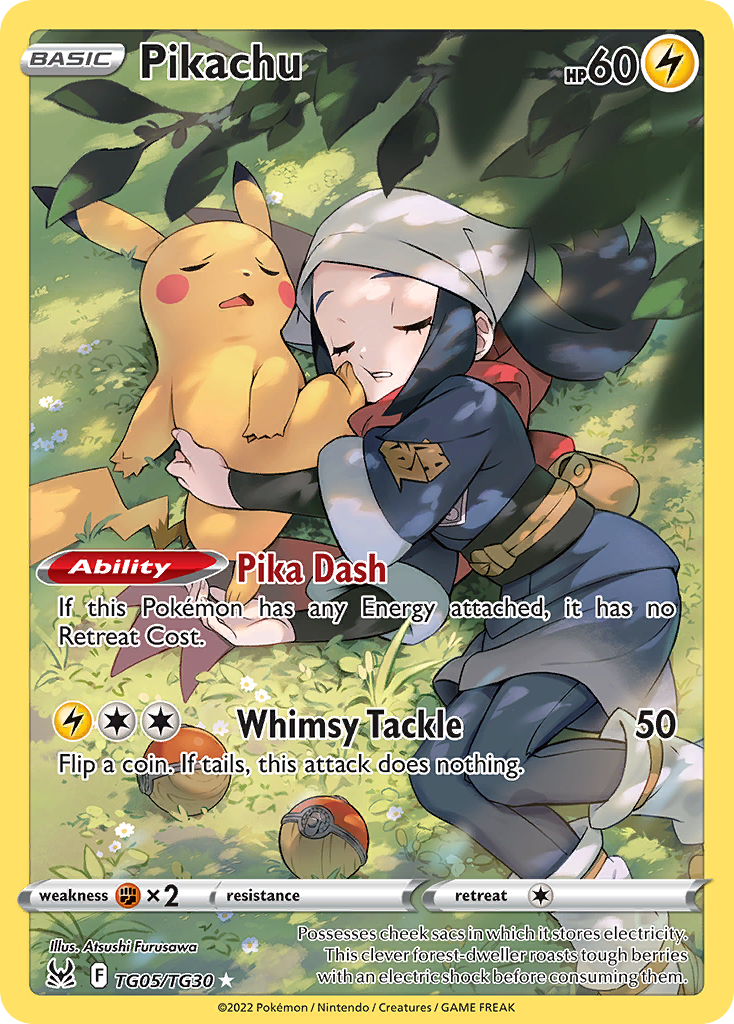 BASIC Pikachu HP60
Ability Pika Dash
If this Pokémon has any Energy attached, it has no
Retreat Cost.
Whimsy Tackle 50
Flip a coin. If tails, this attack does nothing.
weakness ×2 resistance retreat
Illus. Atsushi Furusawa
F TG05/TG30
Possesses cheek sacs in which it stores electricity.
This clever forest-dweller roasts tough berries
with an electric shock before consuming them.
©2022 Pokémon / Nintendo / Creatures / GAME FREAK